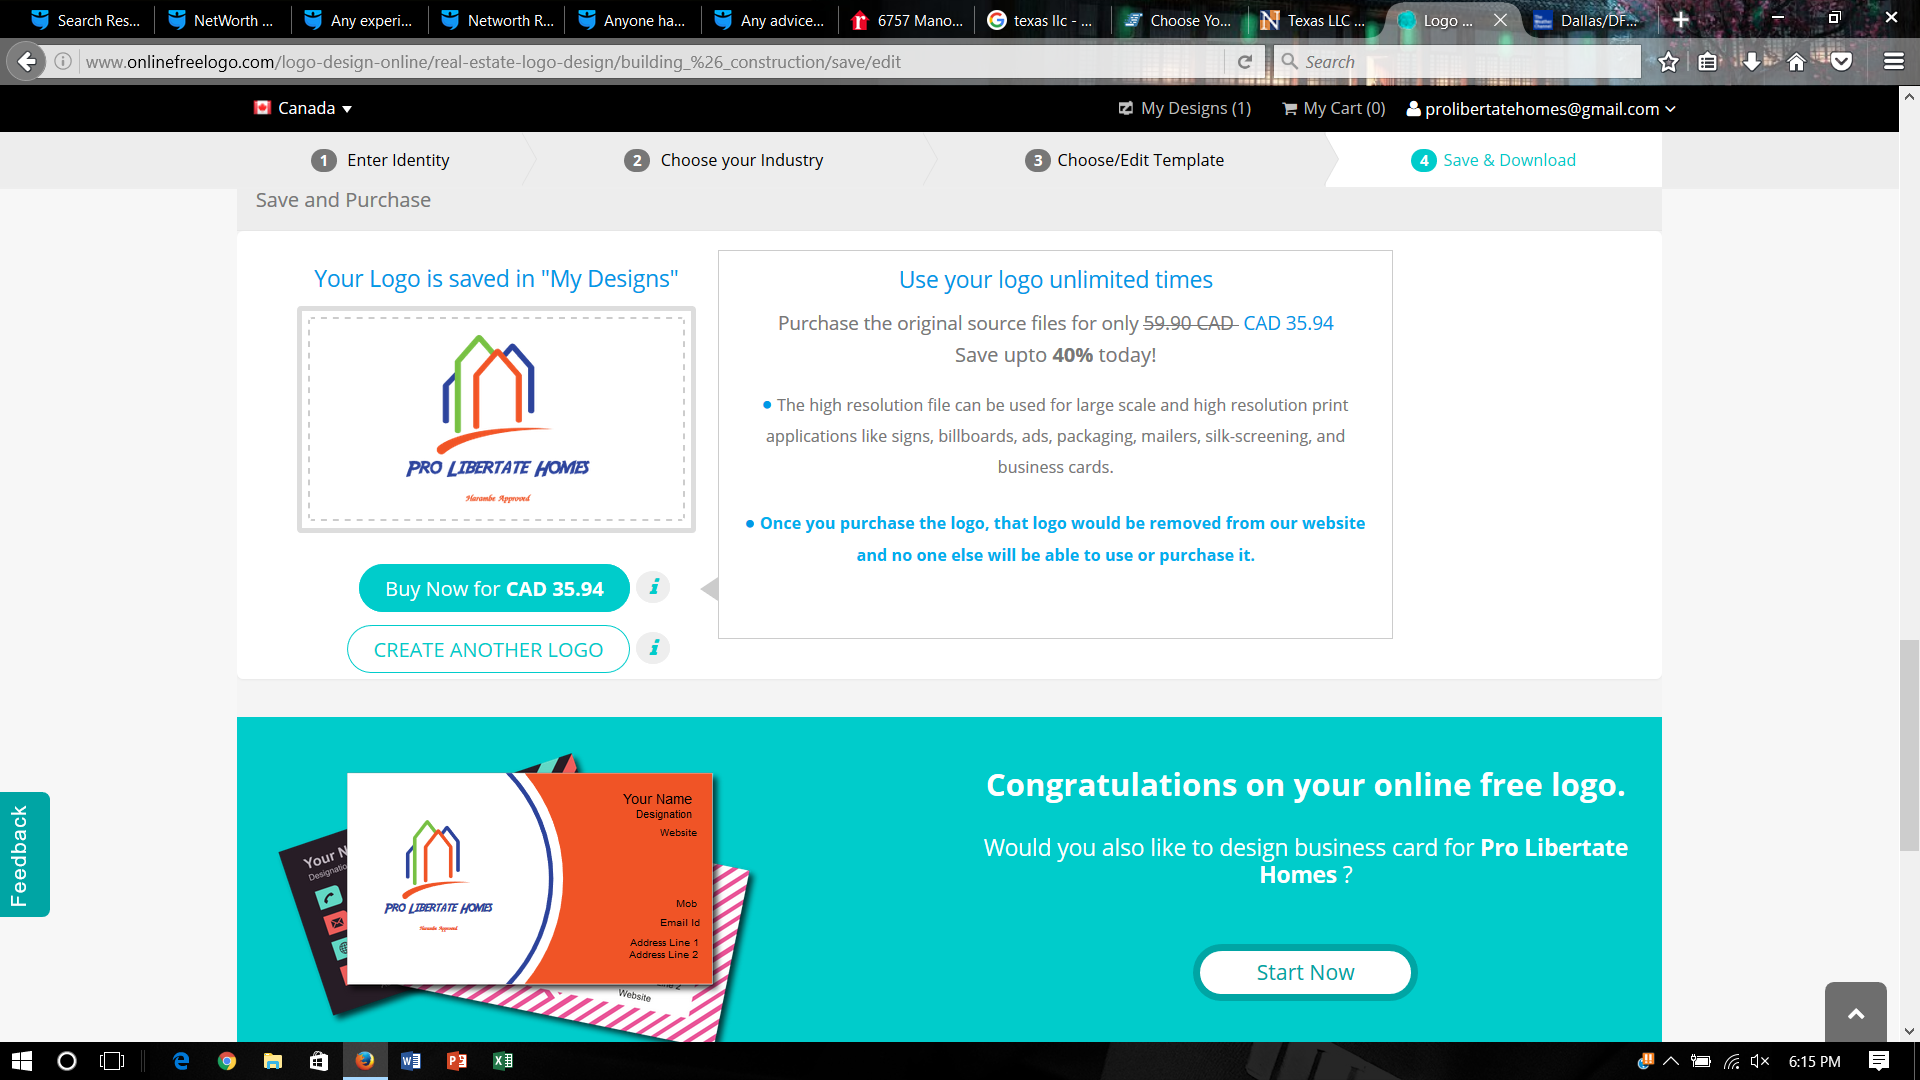 Search Res...
NetWorth ...
Any experi...
Networth R...
Anyone ha...
Any advice...
6757 Mano...
texas llc - ...
Choose Yo...
Texas LLC ...
Logo ...
Dallas/DF...
www.onlinefreelogo.com/logo-design-online/real-estate-logo-design/building_%26_construction/save/edit
Search
Canada
My Designs (1)
My Cart (0)
prolibertatehomes@gmail.com
1 Enter Identity
2 Choose your Industry
3 Choose/Edit Template
4 Save & Download
Save and Purchase
Your Logo is saved in "My Designs"
PRO LIBERTATE HOMES
Harambe Approved
Buy Now for CAD 35.94
i
CREATE ANOTHER LOGO
i
Use your logo unlimited times
Purchase the original source files for only 59.90 CAD CAD 35.94
Save upto 40% today!
• The high resolution file can be used for large scale and high resolution print
applications like signs, billboards, ads, packaging, mailers, silk-screening, and
business cards.
• Once you purchase the logo, that logo would be removed from our website
and no one else will be able to use or purchase it.
Feedback
Your Name
Designation
Website
PRO LIBERTATE HOMES
Harambe Approved
Mob
Email Id
Address Line 1
Address Line 2
Your N
Designatio
Line 2
Website
Congratulations on your online free logo.
Would you also like to design business card for Pro Libertate
Homes ?
Start Now
6:15 PM